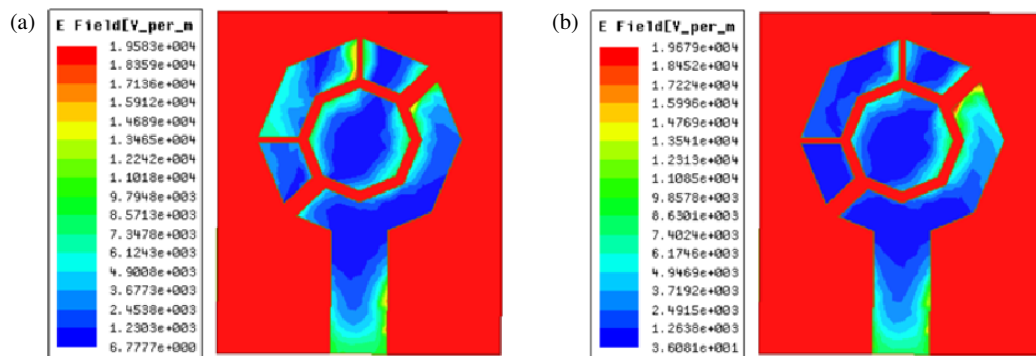 (a)
E Field[V_per_m
1.9583e+004
1.8359e+004
1.7136e+004
1.5912e+004
1.4689e+004
1.3465e+004
1.2242e+004
1.1018e+004
9.7948e+003
8.5713e+003
7.3478e+003
6.1243e+003
4.9008e+003
3.6773e+003
2.4538e+003
1.2303e+003
6.7777e+000
(b)
E Field[V_per_m
1.9679e+004
1.8452e+004
1.7224e+004
1.5996e+004
1.4769e+004
1.3541e+004
1.2313e+004
1.1085e+004
9.8578e+003
8.6301e+003
7.4024e+003
6.1746e+003
4.9469e+003
3.7192e+003
2.4915e+003
1.2638e+003
3.6081e+001